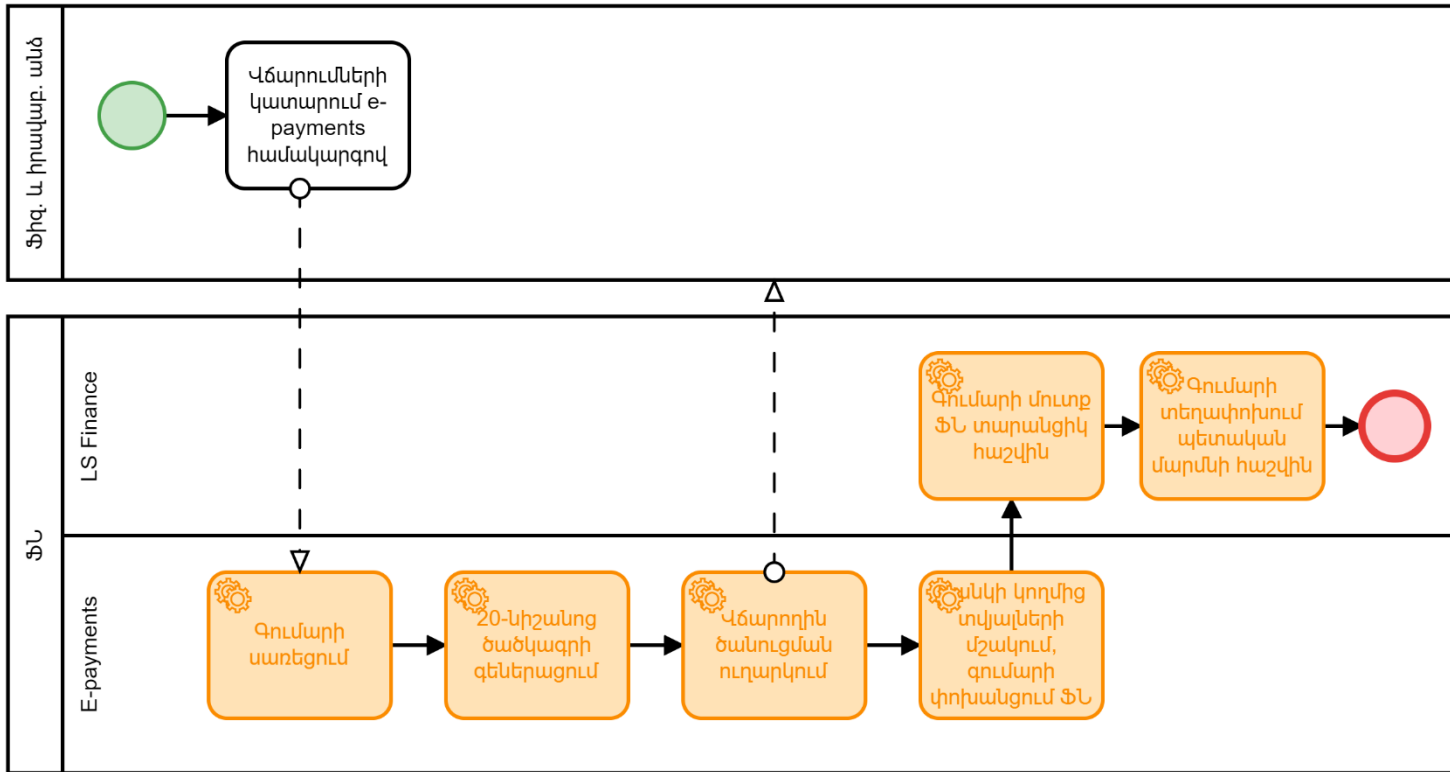 Ֆիզ. և իրավաբ. անձ
Վճարումների
կատարում e-
payments
համակարգով
ՖՆ
LS Finance
Գումարի մուտք
ՖՆ տարանցիկ
հաշվին
Գումարի
տեղափոխում
պետական
մարմնի հաշվին
E-payments
Գումարի
սառեցում
20-նիշանոց
ծածկագրի
գեներացում
Վճարողին
ծանուցման
ուղարկում
կողմից
տվյալների
մշակում,
գումարի
փոխանցում ՖՆ